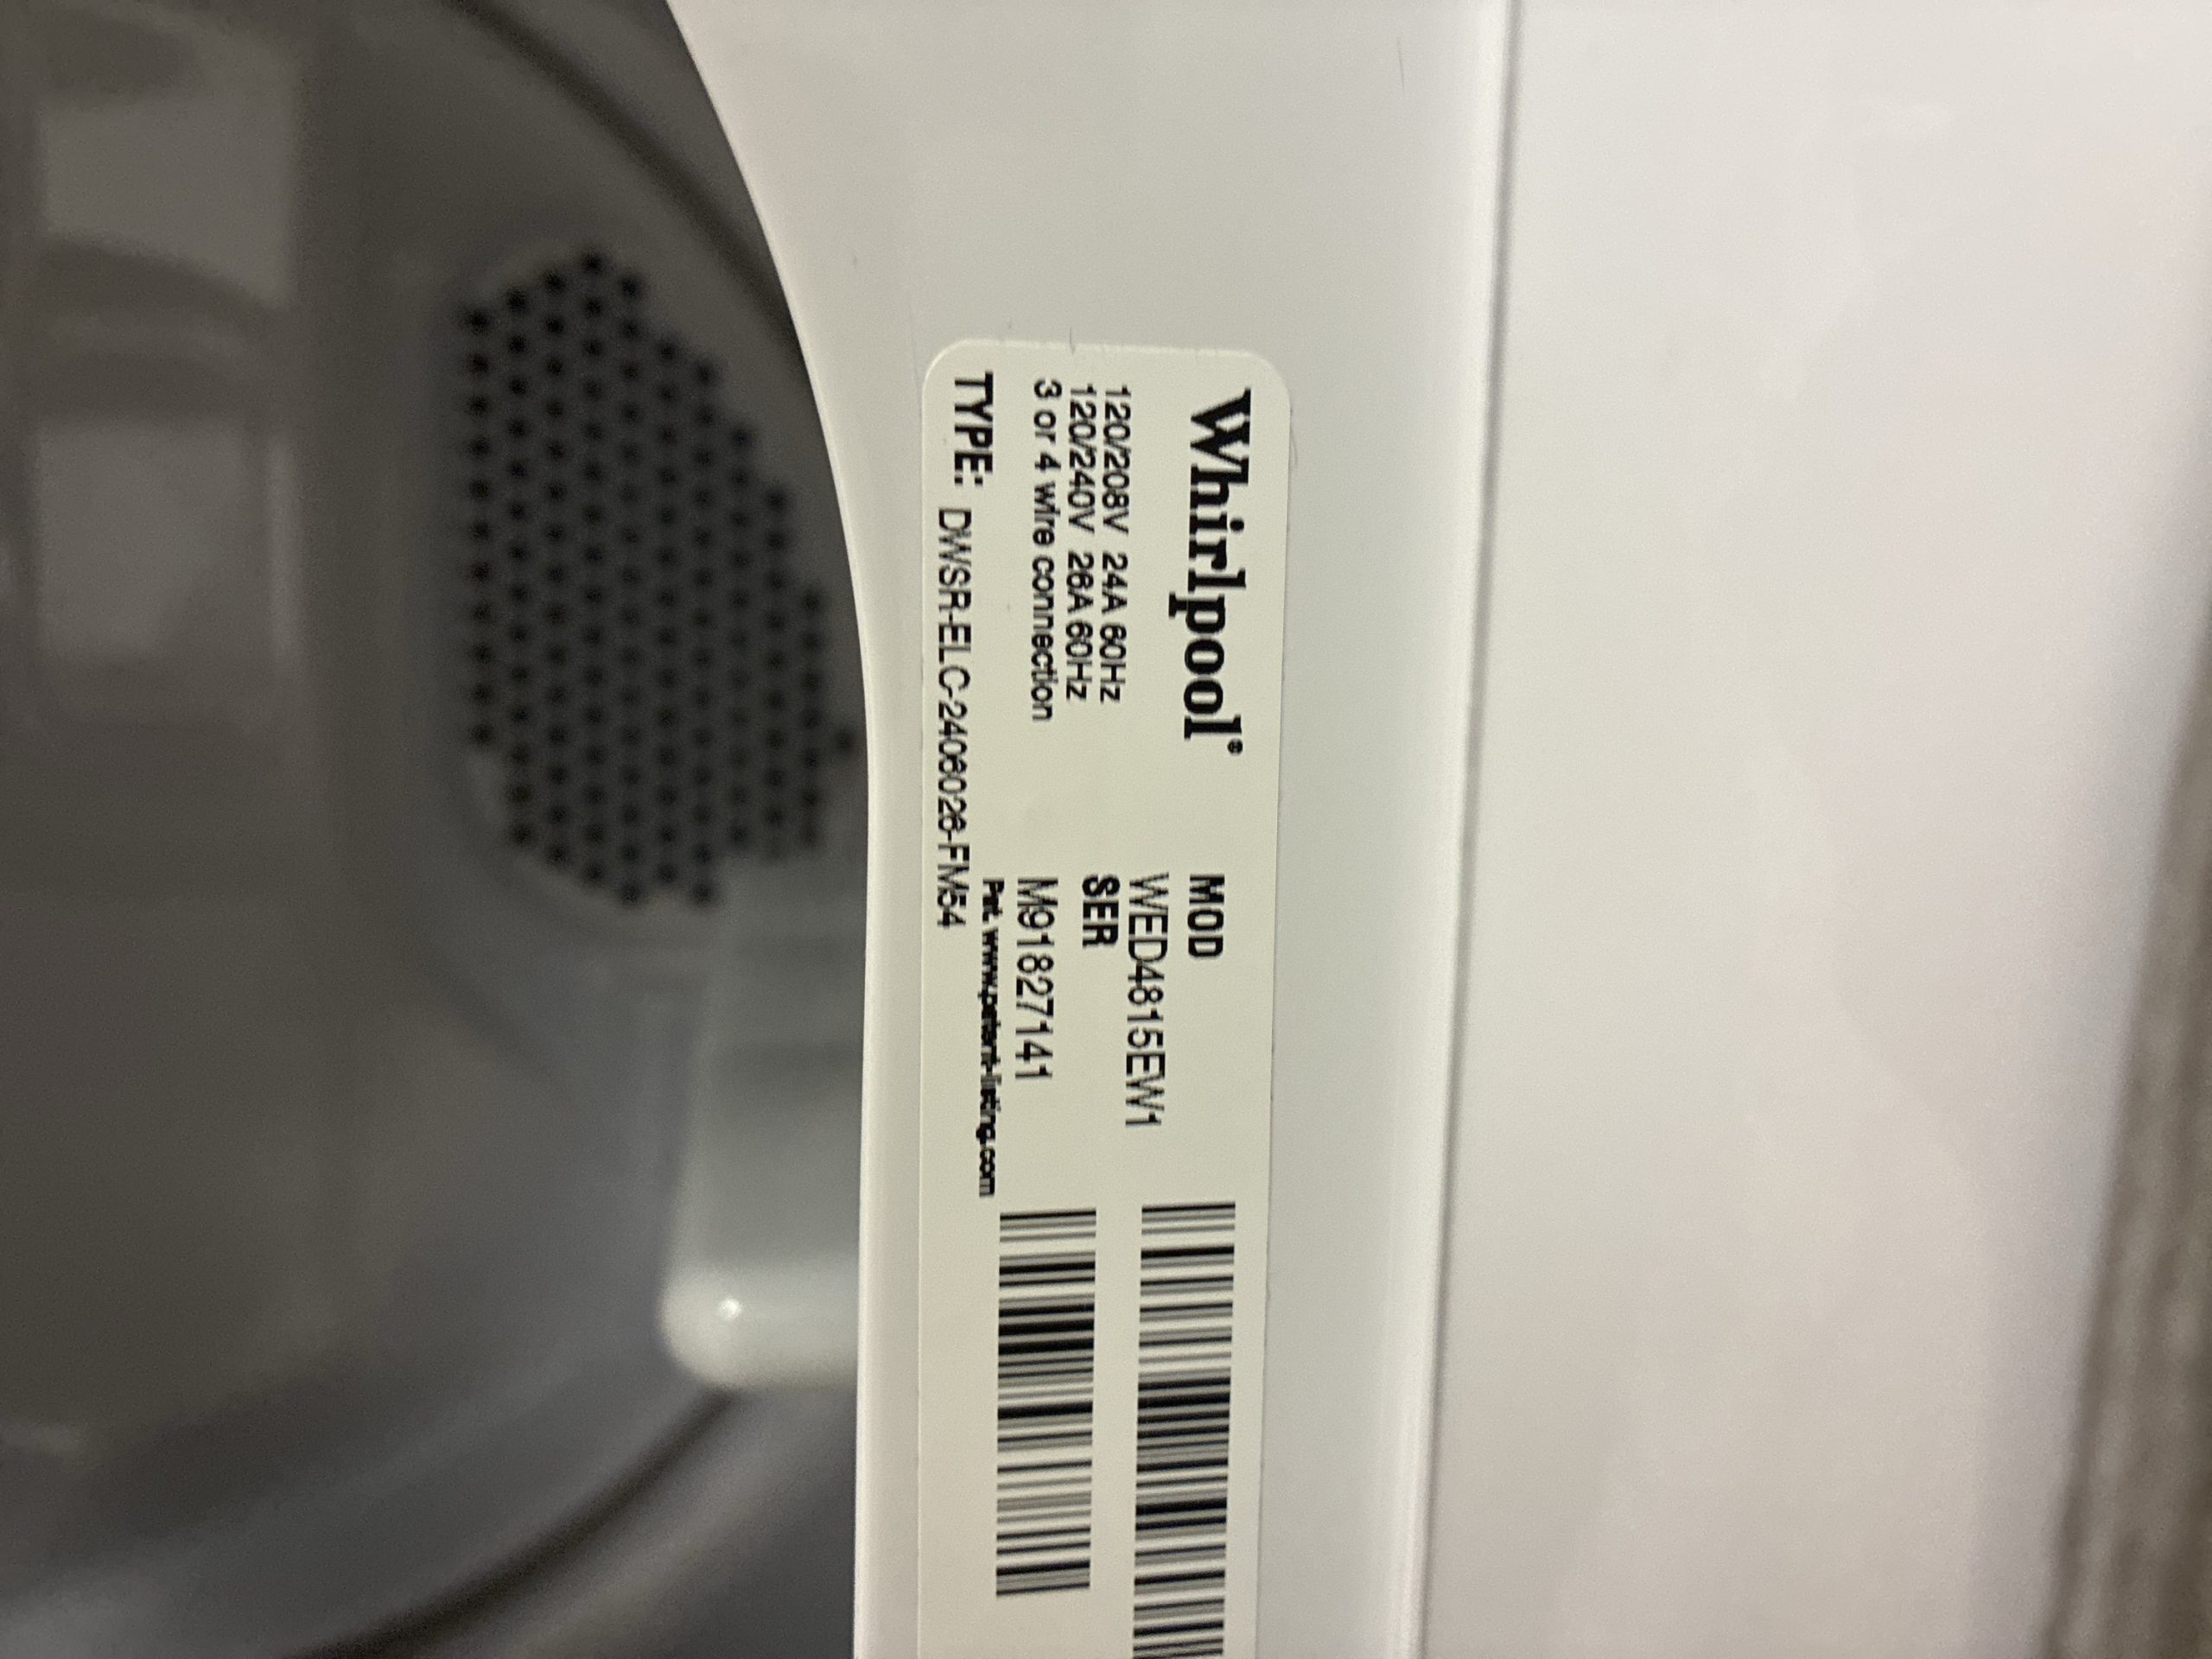 Whirlpool®
120/208V 24A 60Hz
120/240V 26A 60Hz
3 or 4 wire connection
TYPE: DWSR-ELC-2406026-FM54
MOD
WED4815EW1
SER
M91827141
Pat. www.patent-listing.com